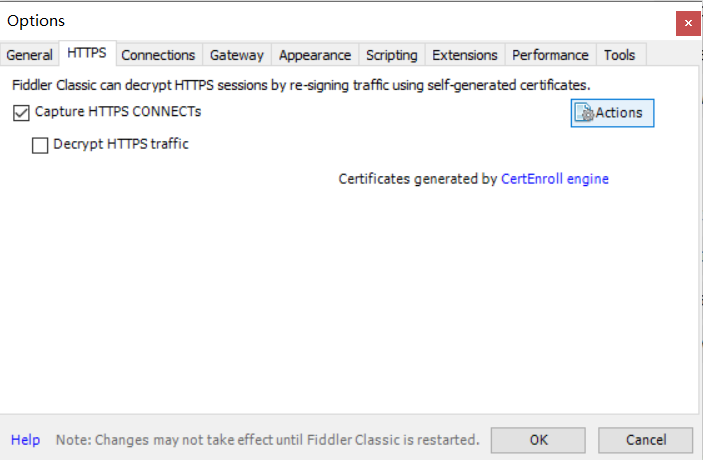 Options
General HTTPS Connections Gateway Appearance Scripting Extensions Performance Tools
Fiddler Classic can decrypt HTTPS sessions by re-signing traffic using self-generated certificates.
Capture HTTPS CONNECTs Actions
Decrypt HTTPS traffic
Certificates generated by CertEnroll engine
Help Note: Changes may not take effect until Fiddler Classic is restarted. OK Cancel